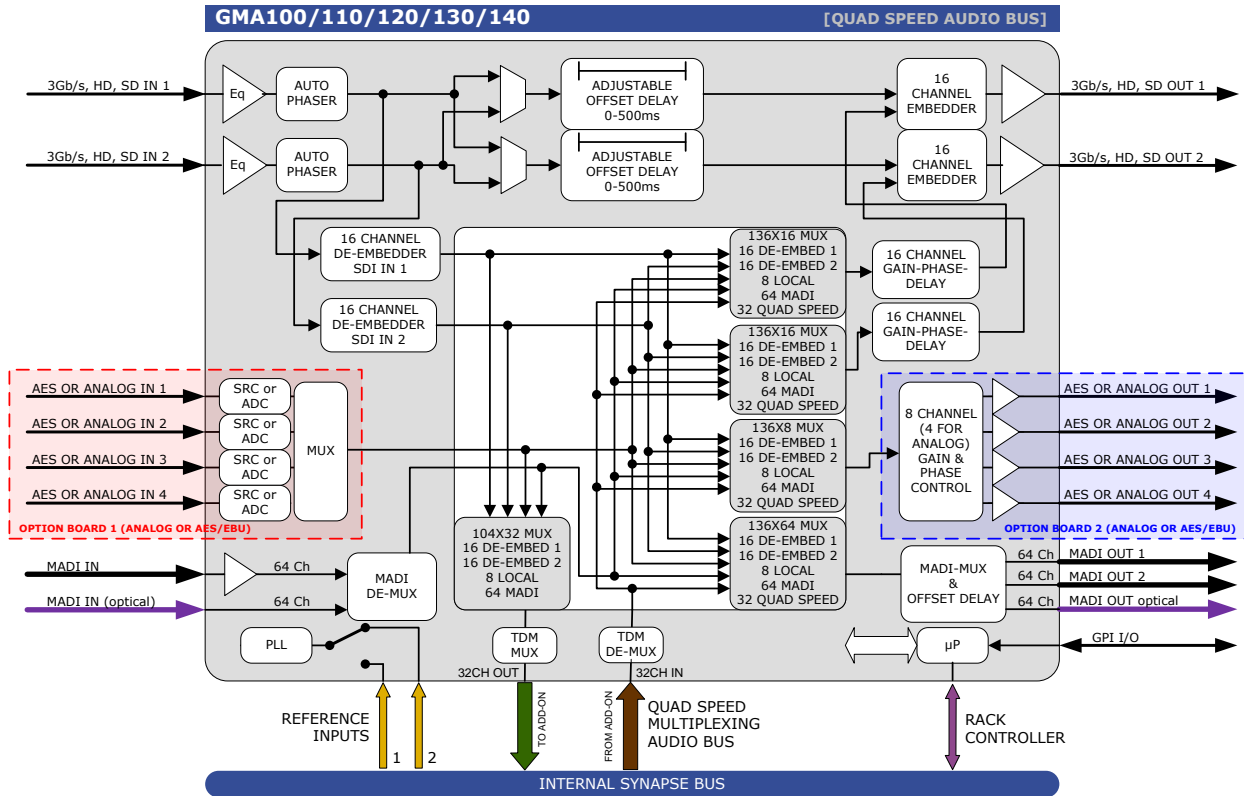 GMA100/110/120/130/140
[QUAD SPEED AUDIO BUS]
3Gb/s, HD, SD IN 1
Eq
AUTO
PHASER
ADJUSTABLE
OFFSET DELAY
0-500ms
16
CHANNEL
EMBEDDER
3Gb/s, HD, SD OUT 1
3Gb/s, HD, SD IN 2
Eq
AUTO
PHASER
ADJUSTABLE
OFFSET DELAY
0-500ms
16
CHANNEL
EMBEDDER
3Gb/s, HD, SD OUT 2
16 CHANNEL
DE-EMBEDDER
SDI IN 1
16 CHANNEL
DE-EMBEDDER
SDI IN 2
136X16 MUX
16 DE-EMBED 1
16 DE-EMBED 2
8 LOCAL
64 MADI
32 QUAD SPEED
16 CHANNEL
GAIN-PHASE-
DELAY
136X16 MUX
16 DE-EMBED 1
16 DE-EMBED 2
8 LOCAL
64 MADI
32 QUAD SPEED
16 CHANNEL
GAIN-PHASE-
DELAY
AES OR ANALOG IN 1
AES OR ANALOG IN 2
AES OR ANALOG IN 3
AES OR ANALOG IN 4
SRC or
ADC
SRC or
ADC
SRC or
ADC
SRC or
ADC
MUX
OPTION BOARD 1 (ANALOG OR AES/EBU)
136X8 MUX
16 DE-EMBED 1
16 DE-EMBED 2
8 LOCAL
64 MADI
32 QUAD SPEED
8 CHANNEL
(4 FOR
ANALOG)
GAIN &
PHASE
CONTROL
AES OR ANALOG OUT 1
AES OR ANALOG OUT 2
AES OR ANALOG OUT 3
AES OR ANALOG OUT 4
OPTION BOARD 2 (ANALOG OR AES/EBU)
104X32 MUX
16 DE-EMBED 1
16 DE-EMBED 2
8 LOCAL
64 MADI
136X64 MUX
16 DE-EMBED 1
16 DE-EMBED 2
8 LOCAL
64 MADI
32 QUAD SPEED
MADI IN
64 Ch
MADI IN (optical)
64 Ch
MADI
DE-MUX
MADI-MUX
&
OFFSET DELAY
64 Ch
MADI OUT 1
64 Ch
MADI OUT 2
64 Ch
MADI OUT optical
PLL
TDM
MUX
TDM
DE-MUX
µP
GPI I/O
32CH OUT
32CH IN
REFERENCE
INPUTS
1
2
TO ADD-ON
FROM ADD-ON
QUAD SPEED
MULTIPLEXING
AUDIO BUS
RACK
CONTROLLER
INTERNAL SYNAPSE BUS